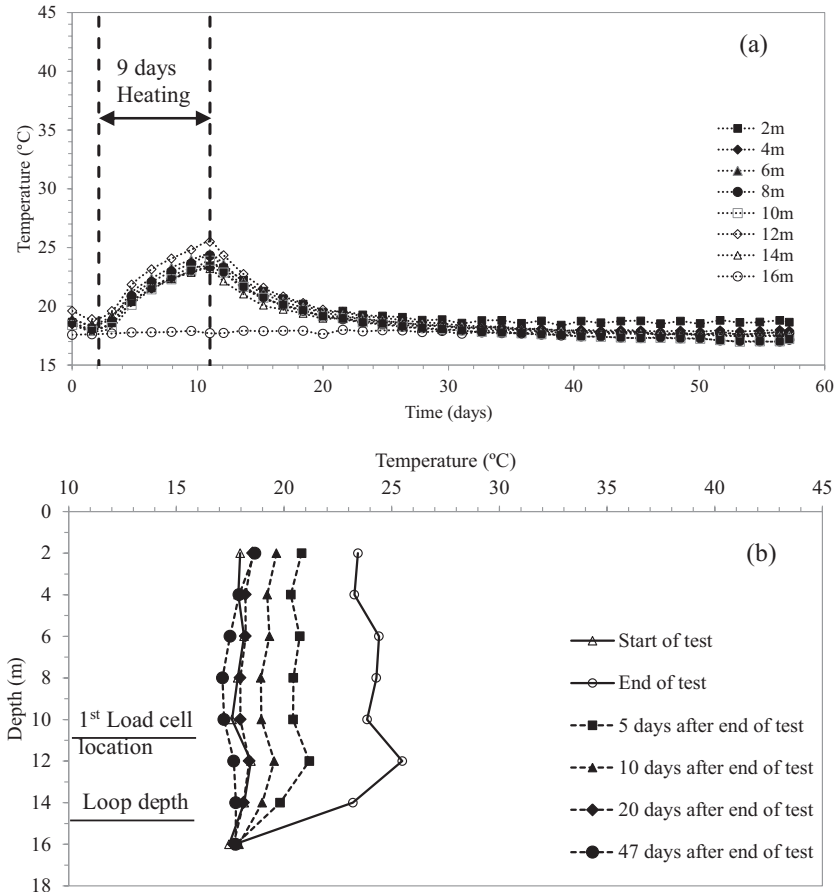 45
40
35
30
25
20
15
Temperature (°C)
(a)
9 days
Heating
2m
4m
6m
8m
10m
12m
14m
16m
0 10 20 30 40 50 60
Time (days)
Temperature (ºC)
10 15 20 25 30 35 40 45
0
2
4
6
8
10
12
14
16
18
Depth (m)
(b)
1st Load cell
location
Loop depth
Start of test
End of test
5 days after end of test
10 days after end of test
20 days after end of test
47 days after end of test